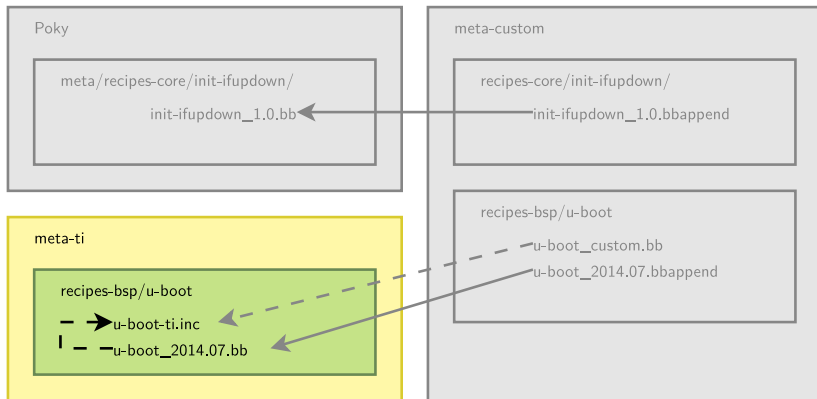 Poky
meta/recipes-core/init-ifupdown/
init-ifupdown_1.0.bb
meta-ti
recipes-bsp/u-boot
u-boot-ti.inc
u-boot_2014.07.bb
meta-custom
recipes-core/init-ifupdown/
init-ifupdown_1.0.bbappend
recipes-bsp/u-boot
u-boot_custom.bb
u-boot_2014.07.bbappend